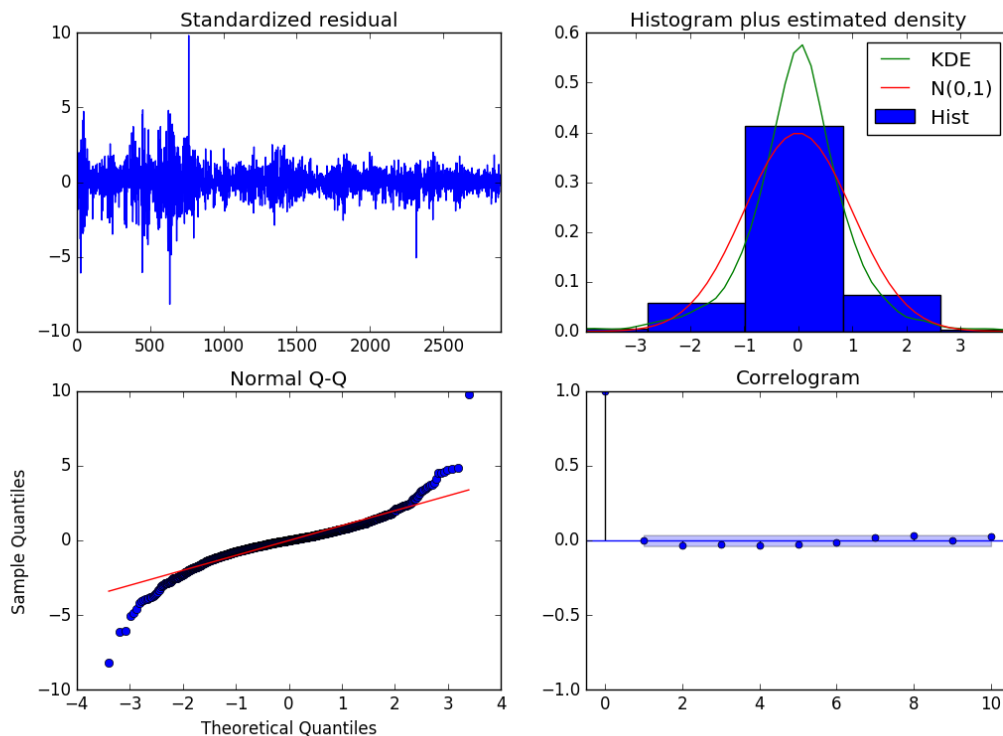 Standardized residual
10
5
0
−5
−10
0 500 1000 1500 2000 2500
Histogram plus estimated density
0.6
0.5
0.4
0.3
0.2
0.1
0.0
−3 −2 −1 0 1 2 3
KDE
N(0,1)
Hist
Normal Q-Q
Sample Quantiles
10
5
0
−5
−10
−4 −3 −2 −1 0 1 2 3 4
Theoretical Quantiles
Correlogram
1.0
0.5
0.0
−0.5
−1.0
0 2 4 6 8 10